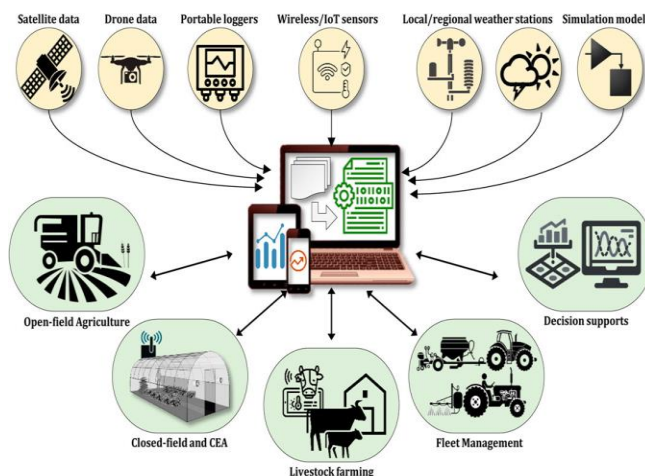 Satellite data
Drone data
Portable loggers
Wireless/IoT sensors
Local/regional weather stations
Simulation model
Open-field Agriculture
Decision supports
Closed-field and CEA
Fleet Management
Livestock farming